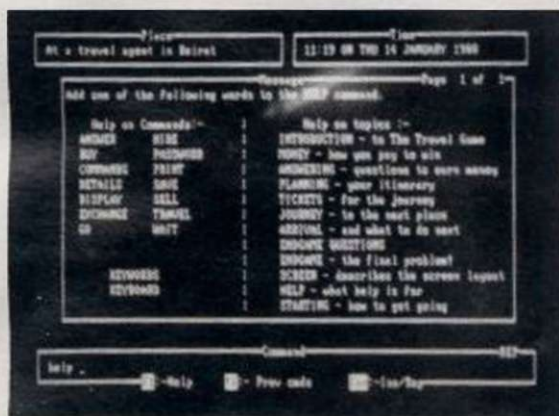 Place
At a travel agent in Beirut
Time
11:19 on THU 14 JANUARY 1988
Message
Page 1 of
Add one of the following words to the HELP command.
Help on Commands:-
Help on topics :-
ANSWER HIRE
INTRODUCTION - to The Travel Game
BUY PASSWORD
MONEY - how you pay to win
COMMANDS PRINT
ANSWERING - questions to earn money
DETAILS SAVE
PLANNING - your itinerary
DISPLAY SELL
TICKETS - for the journey
EXCHANGE TRAVEL
JOURNEY - to the next place
GO WAIT
ARRIVAL - and what to do next
ENDGAME QUESTIONS
ENDGAME - the final problem!
KEYWORDS
SCREEN - describes the screen layout
KEYBOARD
HELP - what help is for
STARTING - how to get going
Command
help _
-Help
- Prev cmds
-Ins/